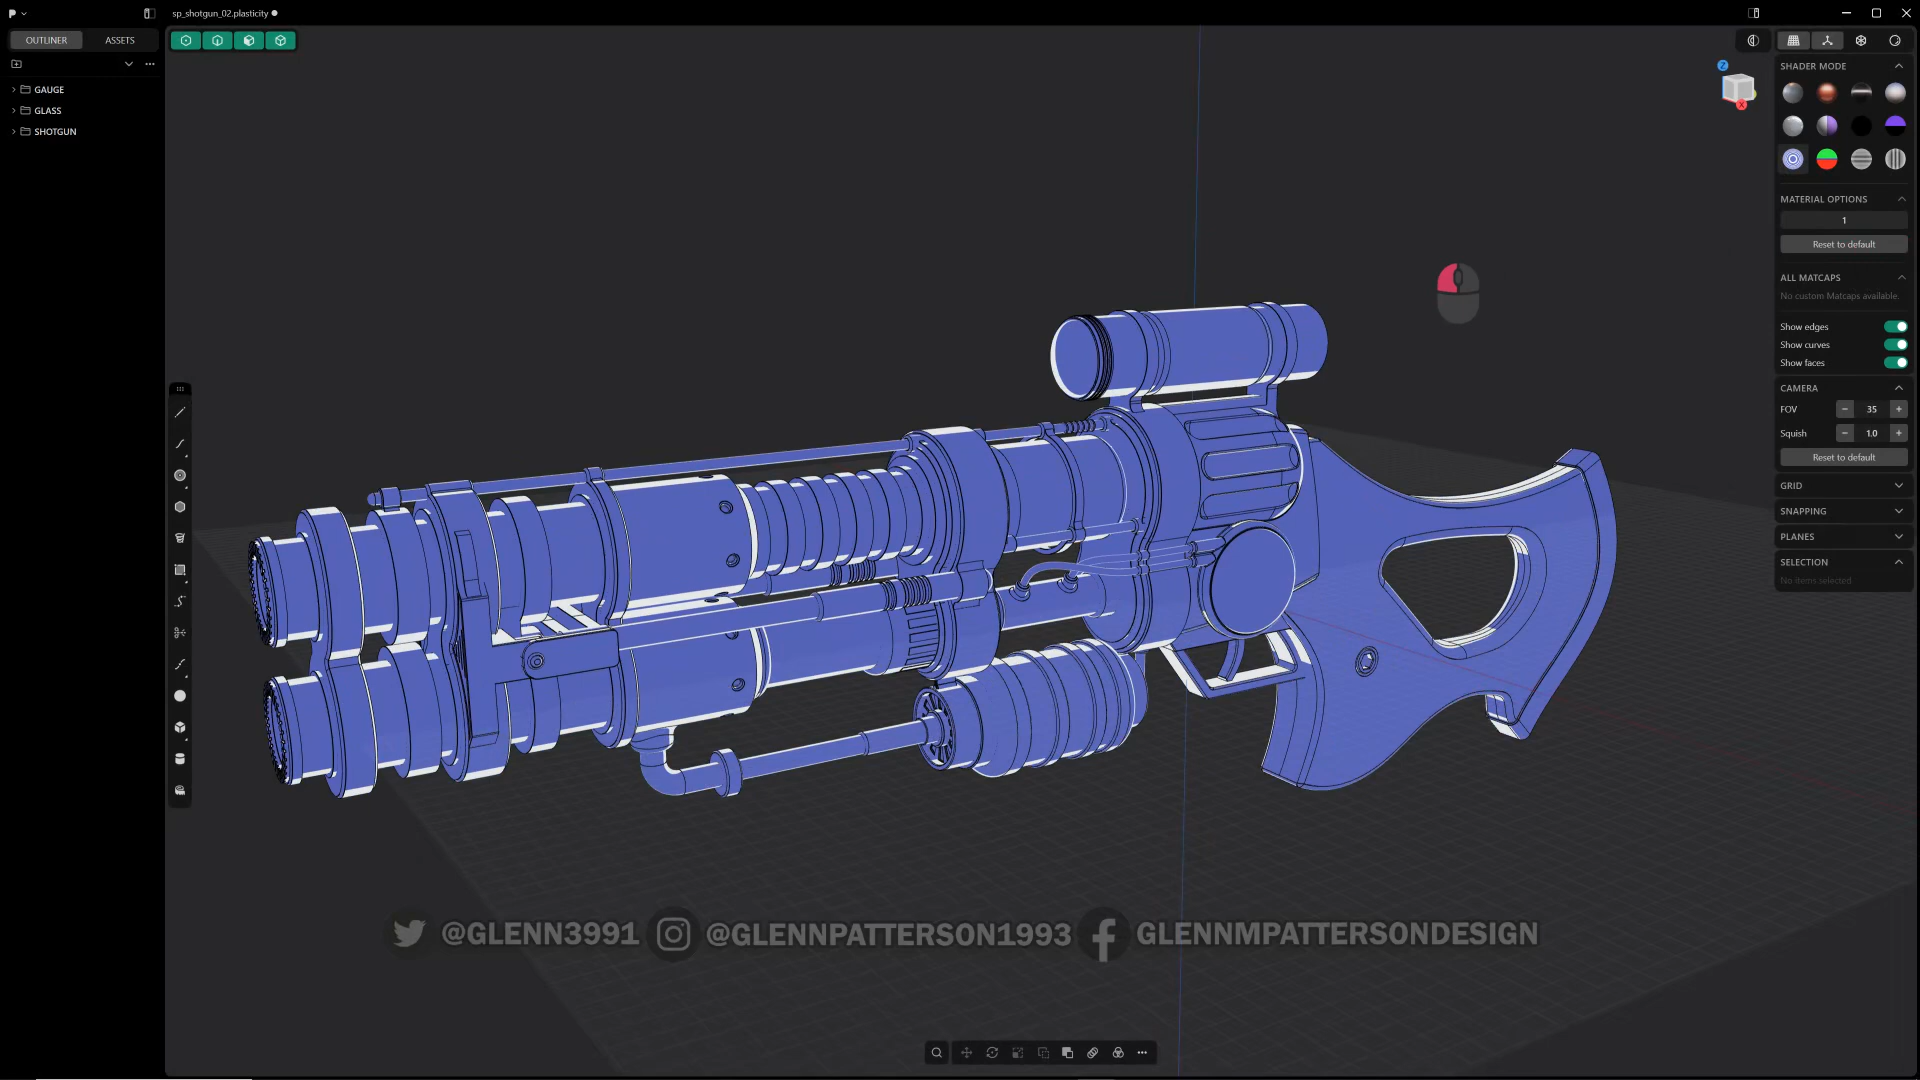 sp_shotgun_02.plasticity
OUTLINER
ASSETS
GAUGE
GLASS
SHOTGUN
Z
X
SHADER MODE
MATERIAL OPTIONS
1
Reset to default
ALL MATCAPS
No custom Matcaps available.
Show edges
Show curves
Show faces
CAMERA
FOV
35
Squish
1.0
Reset to default
GRID
SNAPPING
PLANES
SELECTION
No items selected
@GLENN3991
@GLENNPATTERSON1993
GLENNMPATTERSONDESIGN